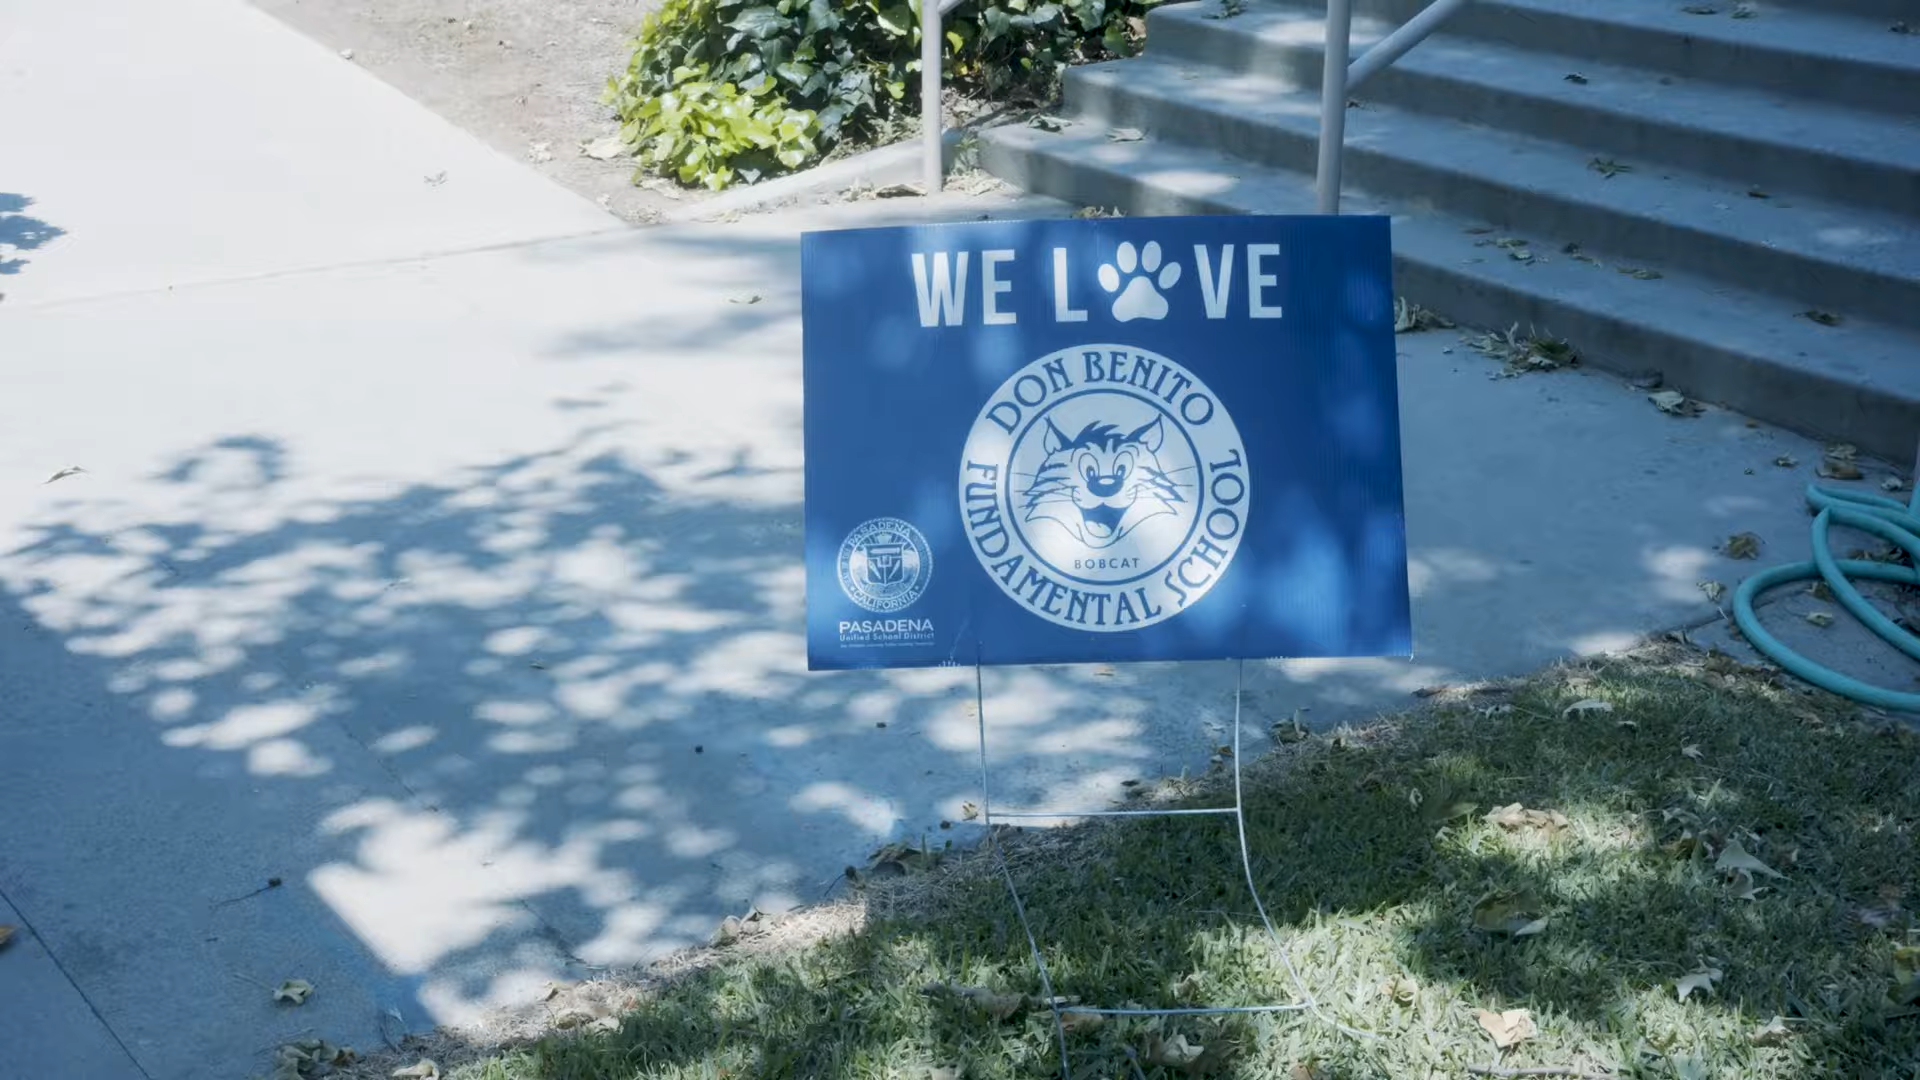 WE LOVE
DON BENITO
FUNDAMENTAL SCHOOL
BOBCAT
PASADENA
CALIFORNIA
PASADENA
Unified School District